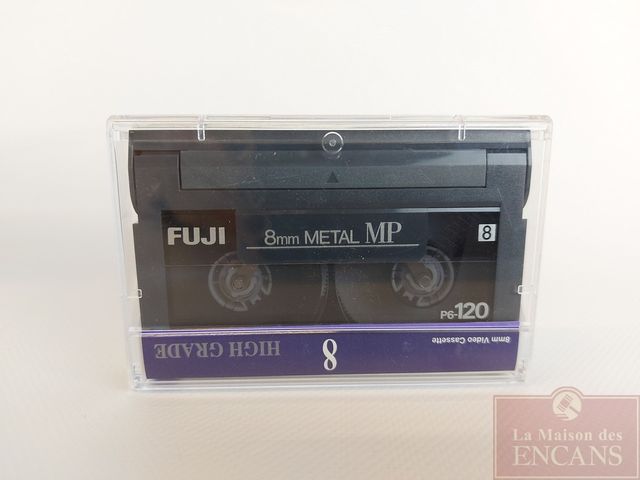 FUJI
8mm METAL MP
8
P6-120
HIGH GRADE
8
8mm Video Cassette
La Maison des
ENCANS